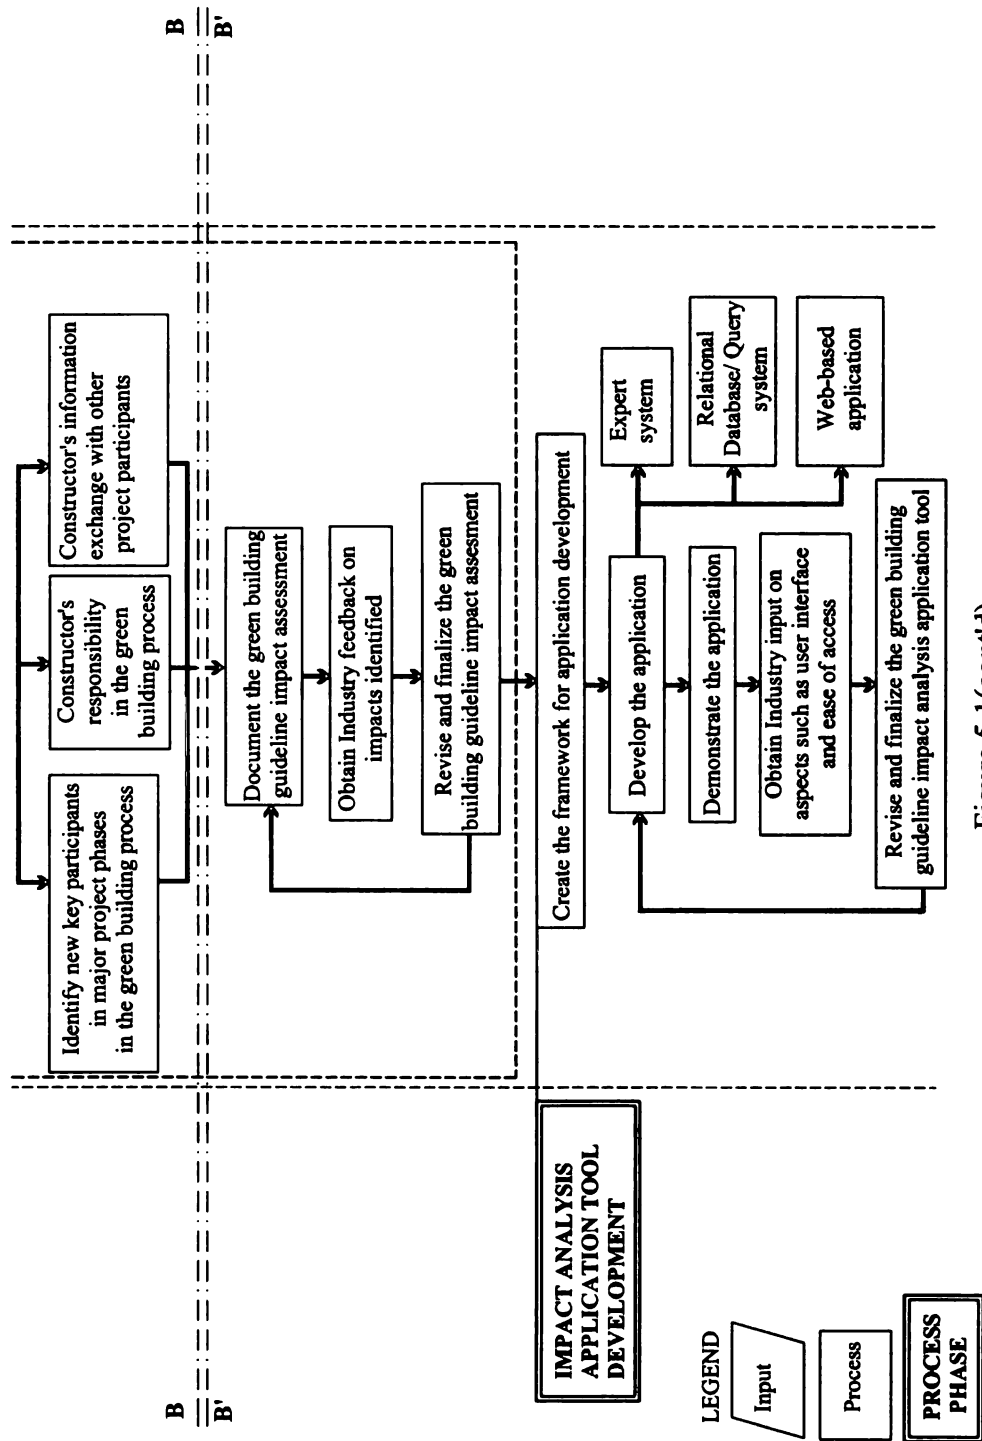 B
B'
B
B'
Identify new key participants
in major project phases
in the green building process
Constructor's
responsibility
in the green
building process
Constructor's information
exchange with other
project participants
Document the green building
guideline impact assessment
Obtain Industry feedback on
impacts identified
Revise and finalize the green
building guideline impact assesment
IMPACT ANALYSIS
APPLICATION TOOL
DEVELOPMENT
Create the framework for application development
Develop the application
Expert
system
Relational
Database/ Query
system
Web-based
application
Demonstrate the application
Obtain Industry input on
aspects such as user interface
and ease of access
Revise and finalize the green building
guideline impact analysis application tool
LEGEND
Input
Process
PROCESS
PHASE
Figure 5.1(cont'd)